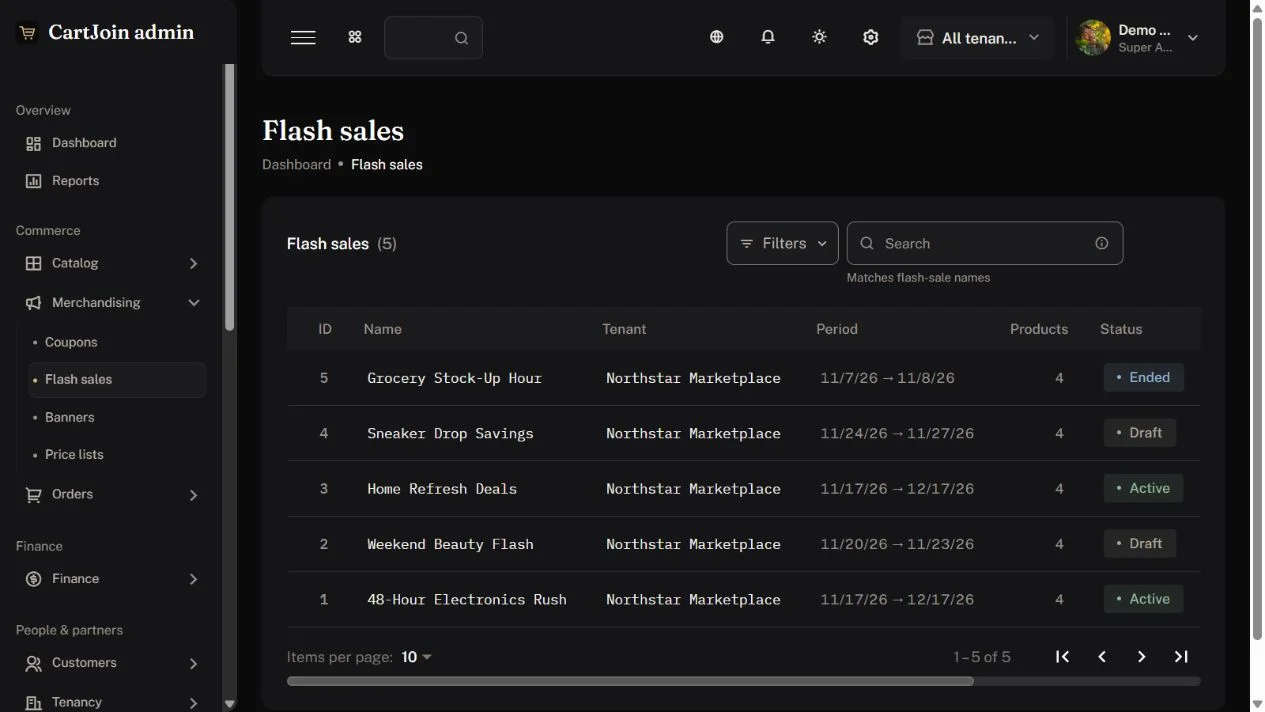 CartJoin admin
All tenan...
Demo ...
Super A...
Overview
Dashboard
Reports
Commerce
Catalog
Merchandising
Coupons
Flash sales
Banners
Price lists
Orders
Finance
Finance
People & partners
Customers
Tenancy
Flash sales
Dashboard • Flash sales
Flash sales (5)
Filters
Search
Matches flash-sale names
ID Name Tenant Period Products Status
5 Grocery Stock-Up Hour Northstar Marketplace 11/7/26 → 11/8/26 4 • Ended
4 Sneaker Drop Savings Northstar Marketplace 11/24/26 → 11/27/26 4 • Draft
3 Home Refresh Deals Northstar Marketplace 11/17/26 → 12/17/26 4 • Active
2 Weekend Beauty Flash Northstar Marketplace 11/20/26 → 11/23/26 4 • Draft
1 48-Hour Electronics Rush Northstar Marketplace 11/17/26 → 12/17/26 4 • Active
Items per page: 10
1–5 of 5